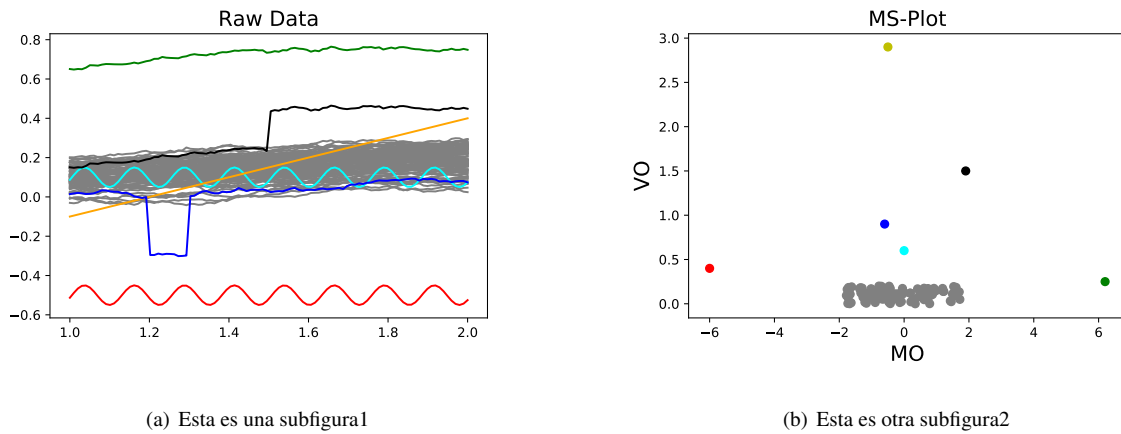 Raw Data
0.8
0.6
0.4
0.2
0.0
−0.2
−0.4
−0.6
1.0 1.2 1.4 1.6 1.8 2.0
(a) Esta es una subfigura1
MS-Plot
VO
3.0
2.5
2.0
1.5
1.0
0.5
0.0
−6 −4 −2 0 2 4 6
MO
(b) Esta es otra subfigura2